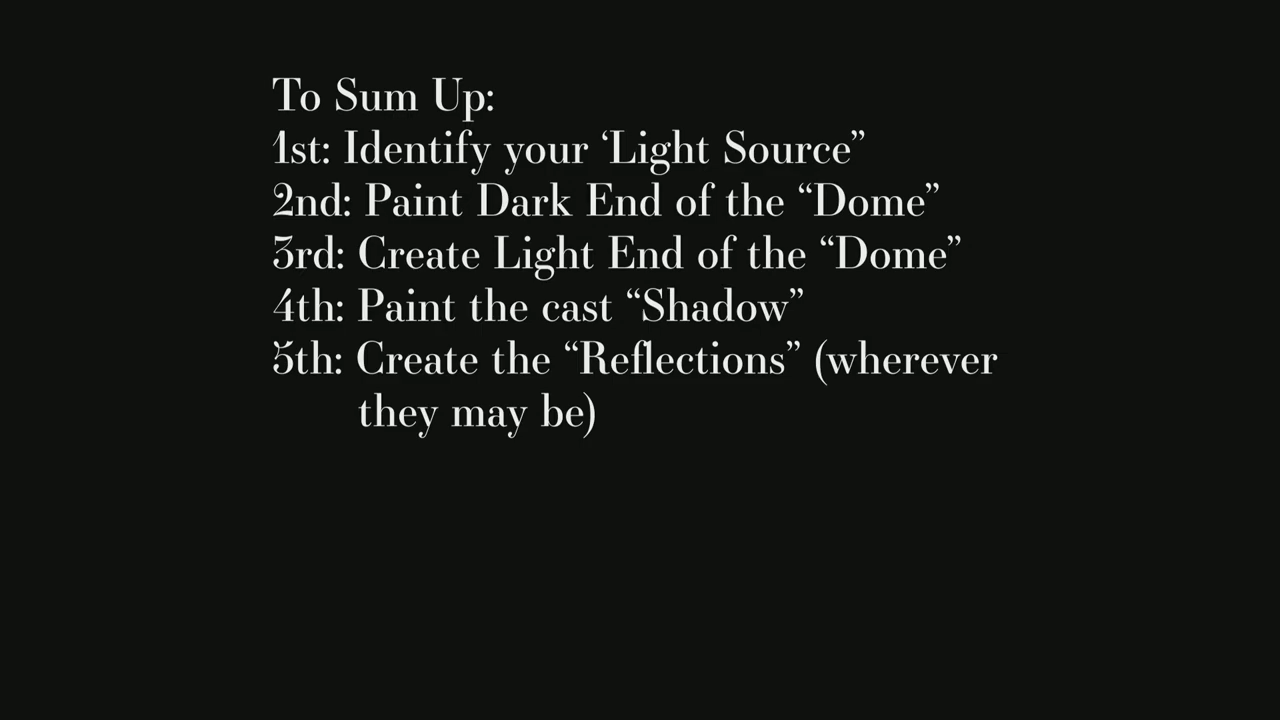 To Sum Up:
1st: Identify your ‘Light Source”
2nd: Paint Dark End of the “Dome”
3rd: Create Light End of the “Dome”
4th: Paint the cast “Shadow”
5th: Create the “Reflections” (wherever
they may be)